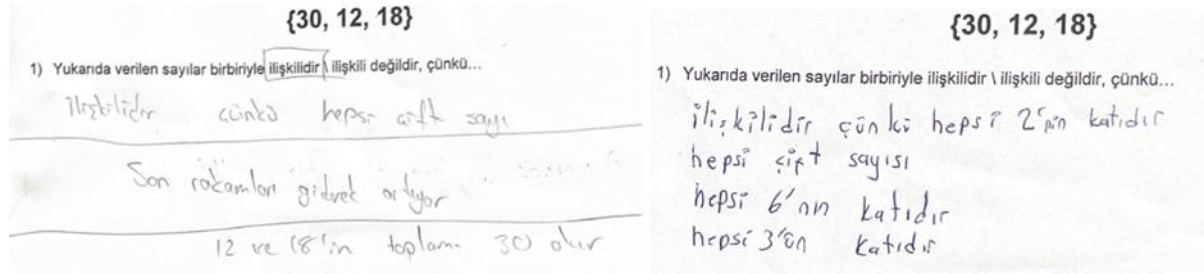 {30, 12, 18}
1) Yukarıda verilen sayılar birbiriyle ilişkilidir \ ilişkili değildir, çünkü...
ilişkilidir çünkü hepsi çift sayı
Son rakamları giderek artıyor
12 ve 18'in toplamı 30 olur
{30, 12, 18}
1) Yukarıda verilen sayılar birbiriyle ilişkilidir \ ilişkili değildir, çünkü...
ilişkilidir çünkü hepsi 2'nin katıdır
hepsi çift sayısı
hepsi 6'nın katıdır
hepsi 3'ün katıdır